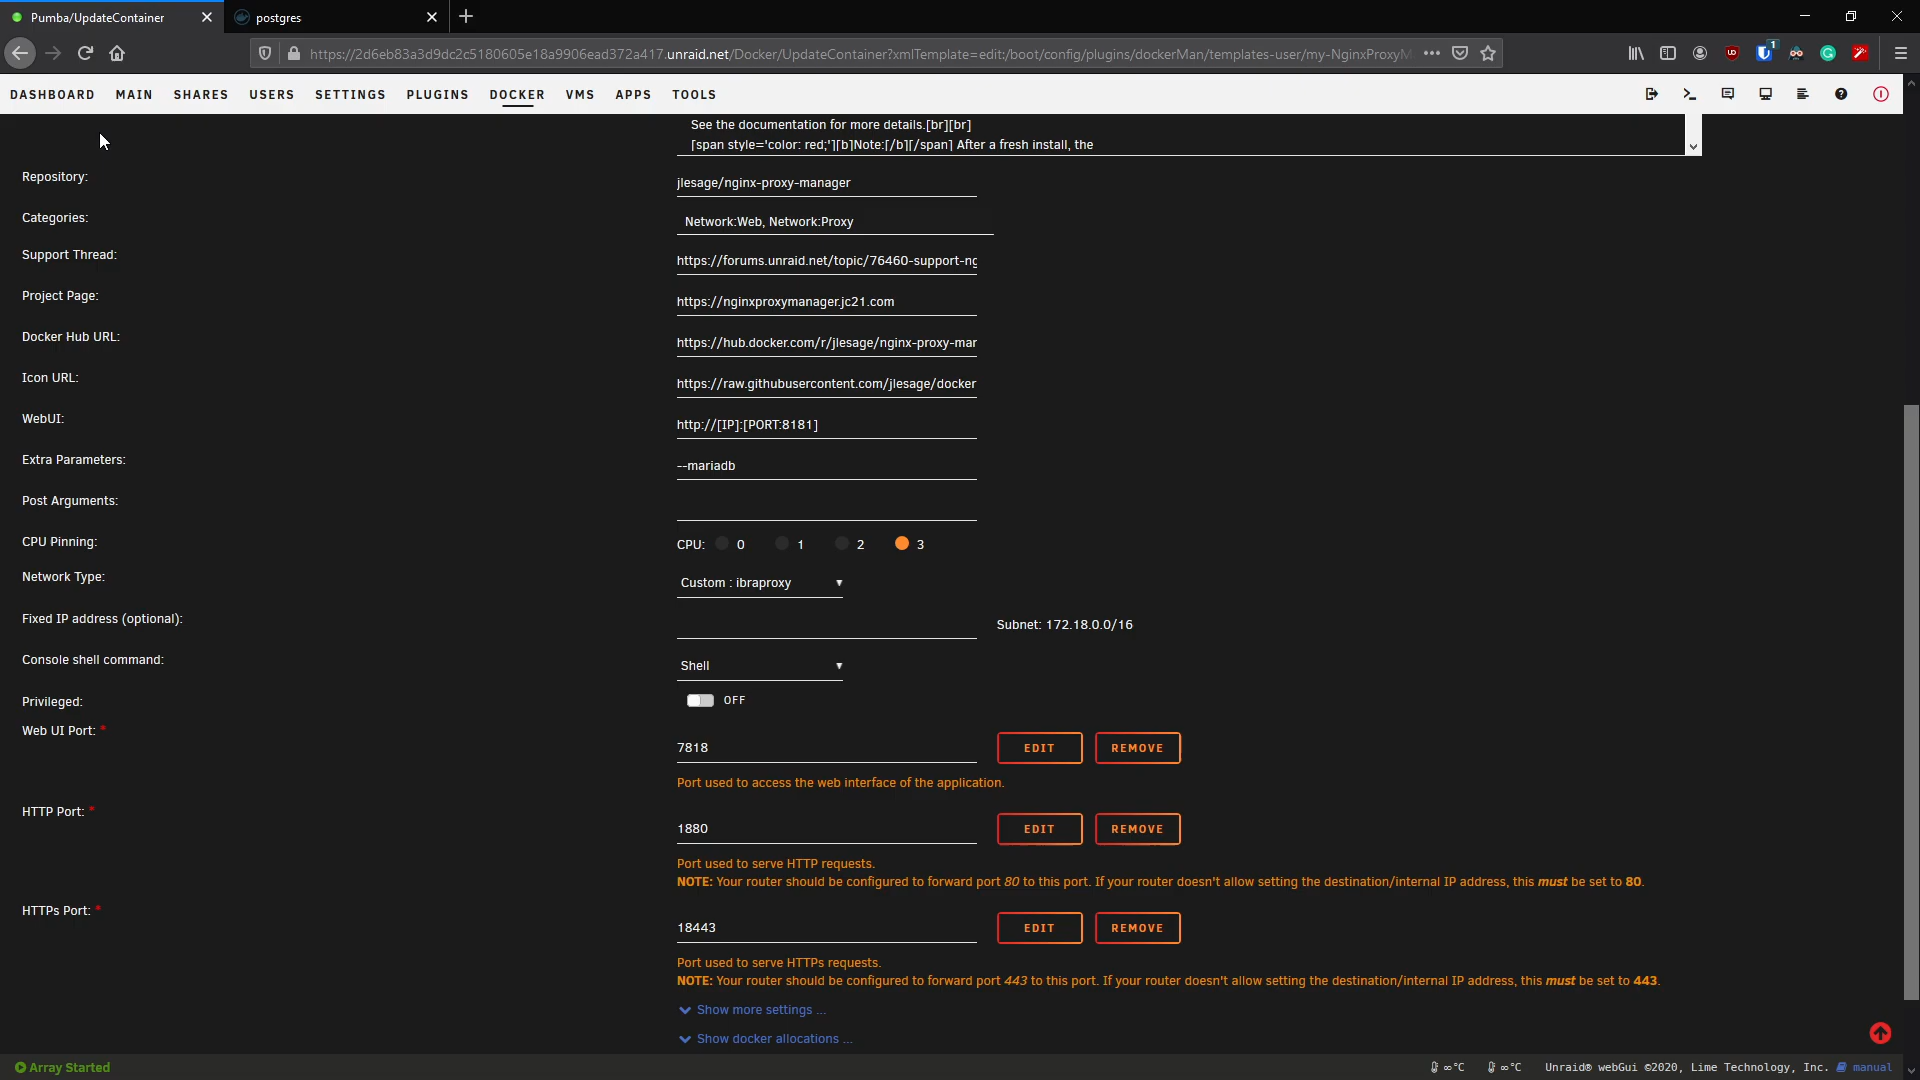 Pumba/UpdateContainer
postgres
https://2d6eb83a3d9dc2c5180605e18a9906ead372a417.unraid.net/Docker/UpdateContainer?xmlTemplate=edit:/boot/config/plugins/dockerMan/templates-user/my-NginxProxyM
1
DASHBOARD MAIN SHARES USERS SETTINGS PLUGINS DOCKER VMS APPS TOOLS
See the documentation for more details.[br][br]
[span style='color: red;'][b]Note:[/b][/span] After a fresh install, the
Repository:
jlesage/nginx-proxy-manager
Categories:
Network:Web, Network:Proxy
Support Thread:
https://forums.unraid.net/topic/76460-support-ng
Project Page:
https://nginxproxymanager.jc21.com
Docker Hub URL:
https://hub.docker.com/r/jlesage/nginx-proxy-mar
Icon URL:
https://raw.githubusercontent.com/jlesage/docker
WebUI:
http://[IP]:[PORT:8181]
Extra Parameters:
--mariadb
Post Arguments:
CPU Pinning:
CPU: 0 1 2 3
Network Type:
Custom : ibraproxy
Fixed IP address (optional):
Subnet: 172.18.0.0/16
Console shell command:
Shell
Privileged:
OFF
Web UI Port: *
7818
EDIT REMOVE
Port used to access the web interface of the application.
HTTP Port: *
1880
EDIT REMOVE
Port used to serve HTTP requests.
NOTE: Your router should be configured to forward port 80 to this port. If your router doesn't allow setting the destination/internal IP address, this must be set to 80.
HTTPs Port: *
18443
EDIT REMOVE
Port used to serve HTTPs requests.
NOTE: Your router should be configured to forward port 443 to this port. If your router doesn't allow setting the destination/internal IP address, this must be set to 443.
Show more settings ...
Show docker allocations ...
Array Started
∞°C ∞°C Unraid® webGui ©2020, Lime Technology, Inc. manual